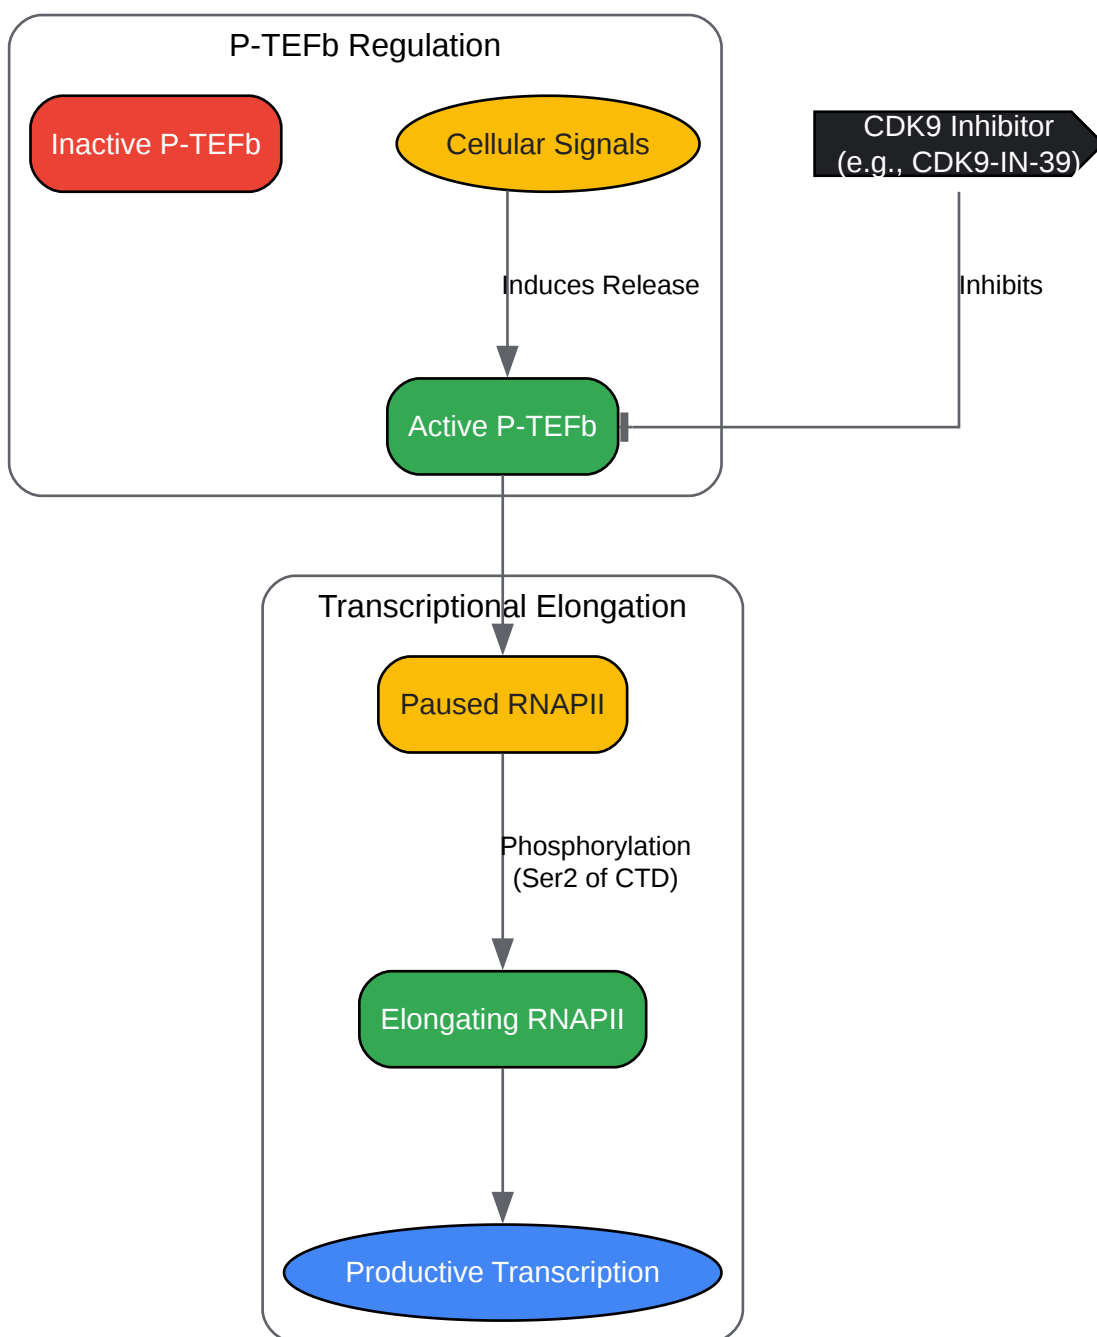 P-TEFb Regulation
Inactive P-TEFb
Cellular Signals
CDK9 Inhibitor
(e.g., CDK9-IN-39)
Induces Release
Inhibits
Active P-TEFb
Transcriptional Elongation
Paused RNAPII
Phosphorylation
(Ser2 of CTD)
Elongating RNAPII
Productive Transcription